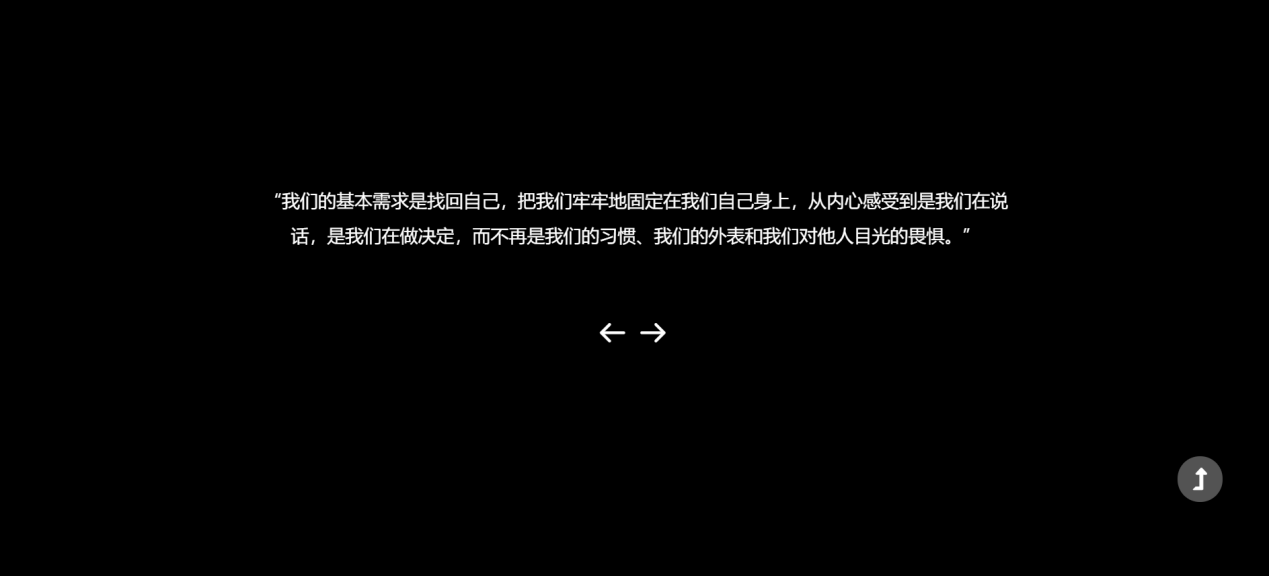 “我们的基本需求是找回自己，把我们牢牢地固定在我们自己身上，从内心感受到是我们在说
话，是我们在做决定，而不再是我们的习惯、我们的外表和我们对他人目光的畏惧。”